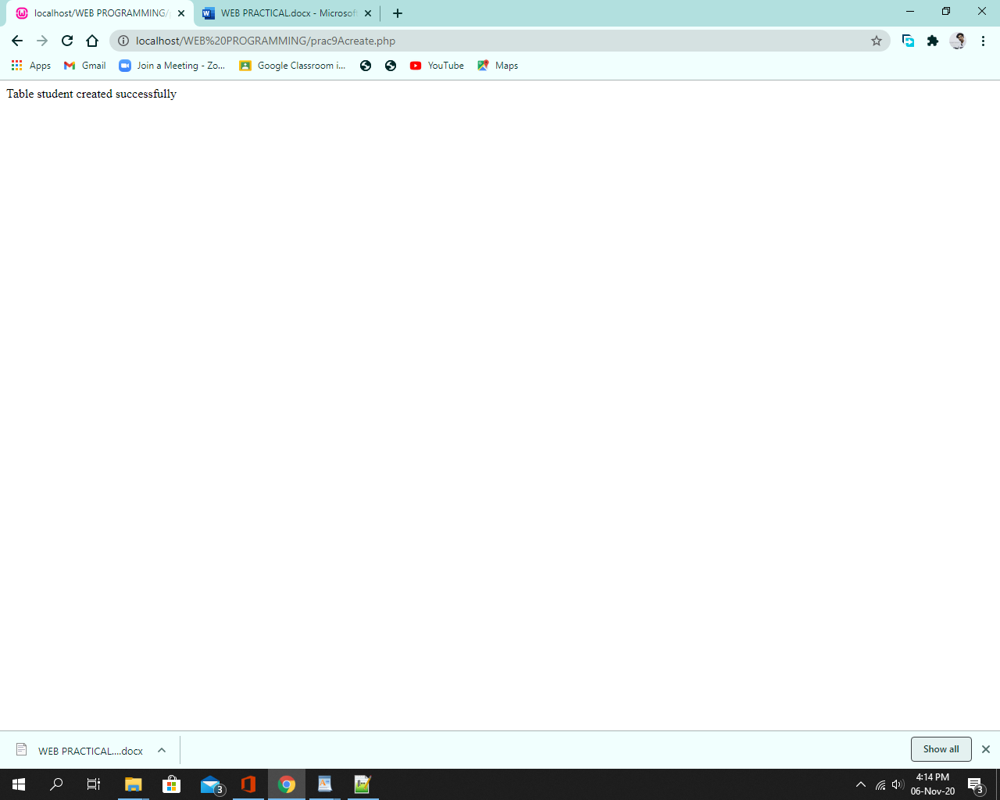 localhost/WEB PROGRAMMING/
WEB PRACTICAL.docx - Microsoft
localhost/WEB%20PROGRAMMING/prac9Acreate.php
Apps
Gmail
Join a Meeting - Zo...
Google Classroom i...
YouTube
Maps
Table student created successfully
WEB PRACTICAL....docx
Show all
3
4:14 PM
06-Nov-20
3